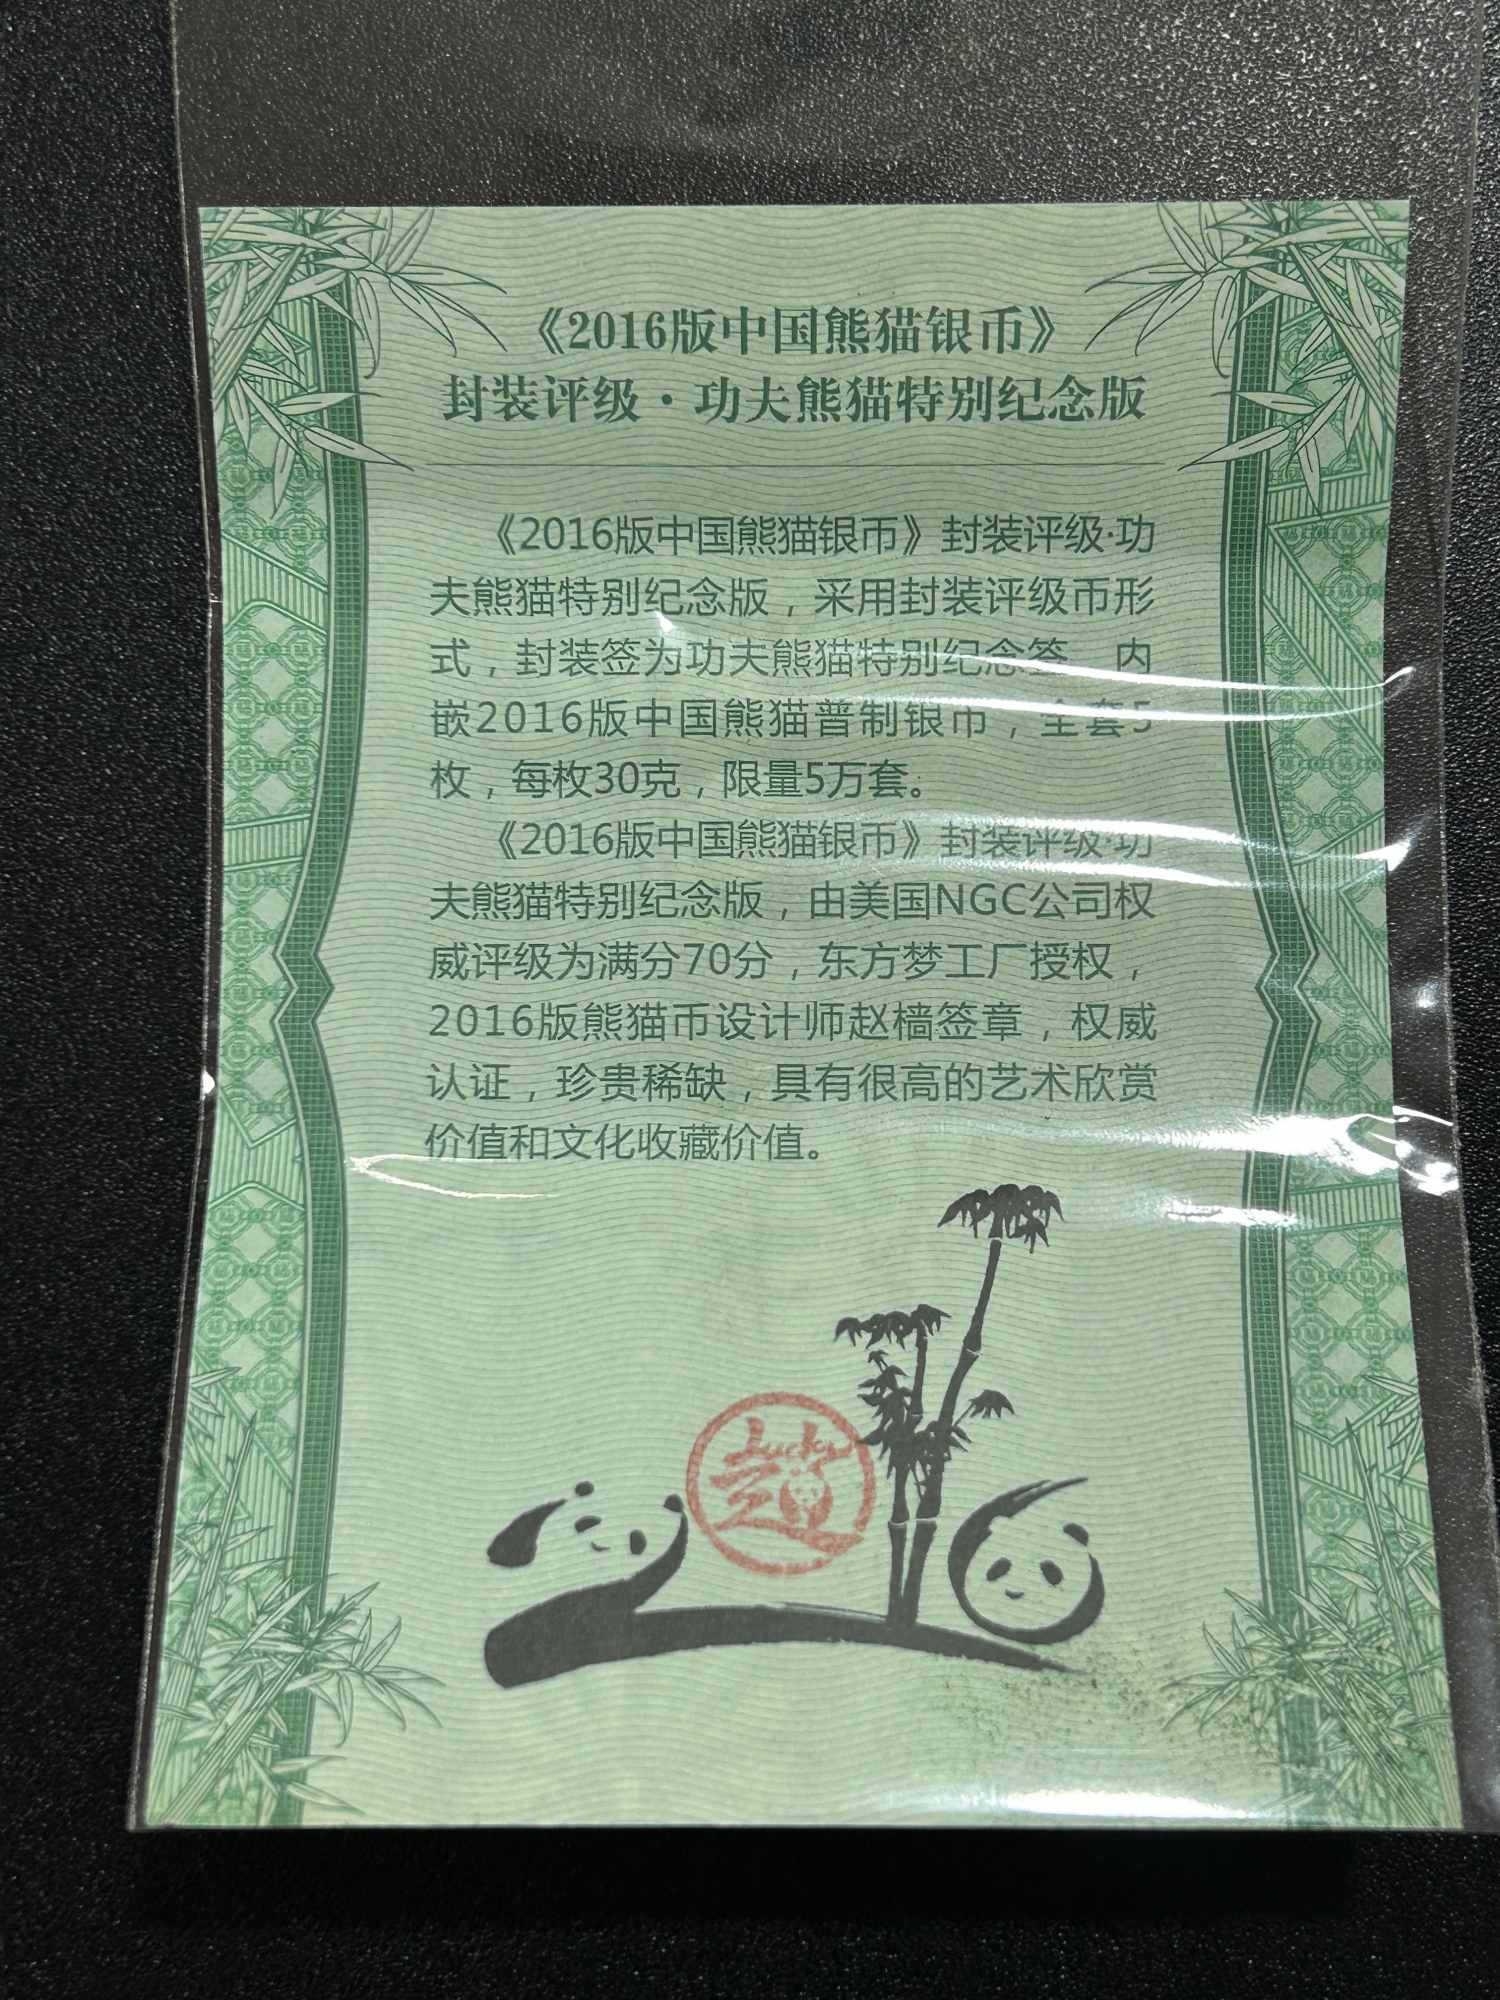 《2016版中国熊猫银币》
封装评级·功夫熊猫特别纪念版
《2016版中国熊猫银币》封装评级·功
夫熊猫特别纪念版，采用封装评级币形
式，封装签为功夫熊猫特别纪念签，内
嵌2016版中国熊猫普制银币，全套5
枚，每枚30克，限量5万套。
《2016版中国熊猫银币》封装评级·功
夫熊猫特别纪念版，由美国NGC公司权
威评级为满分70分，东方梦工厂授权，
2016版熊猫币设计师赵樯签章，权威
认证，珍贵稀缺，具有很高的艺术欣赏
价值和文化收藏价值。
Lucky